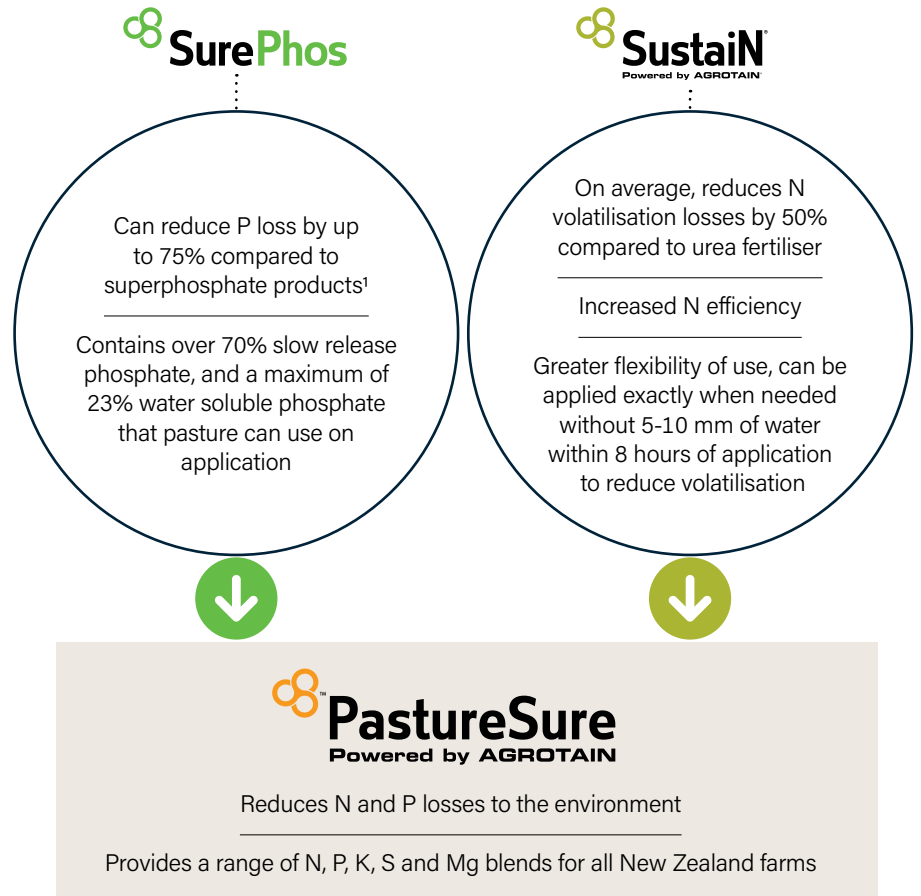 SurePhos
Can reduce P loss by up
to 75% compared to
superphosphate products¹
Contains over 70% slow release
phosphate, and a maximum of
23% water soluble phosphate
that pasture can use on
application
SustaiN
Powered by AGROTAIN
On average, reduces N
volatilisation losses by 50%
compared to urea fertiliser
Increased N efficiency
Greater flexibility of use, can be
applied exactly when needed
without 5-10 mm of water
within 8 hours of application
to reduce volatilisation
PastureSure™
Powered by AGROTAIN
Reduces N and P losses to the environment
Provides a range of N, P, K, S and Mg blends for all New Zealand farms